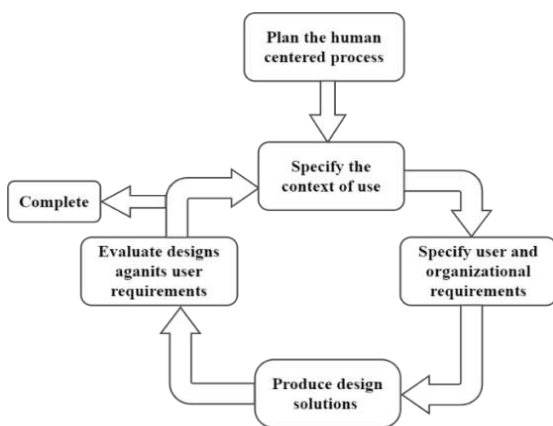 Plan the human
centered process
Specify the
context of use
Complete
Evaluate designs
aganits user
requirements
Specify user and
organizational
requirements
Produce design
solutions